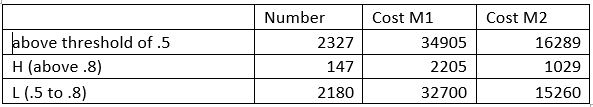 Number Cost M1 Cost M2
above threshold of .5 2327 34905 16289
H (above .8) 147 2205 1029
L (.5 to .8) 2180 32700 15260